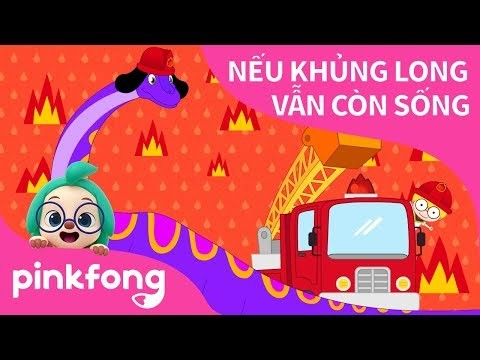 NẾU KHỦNG LONG
VẪN CÒN SỐNG
pinkfong